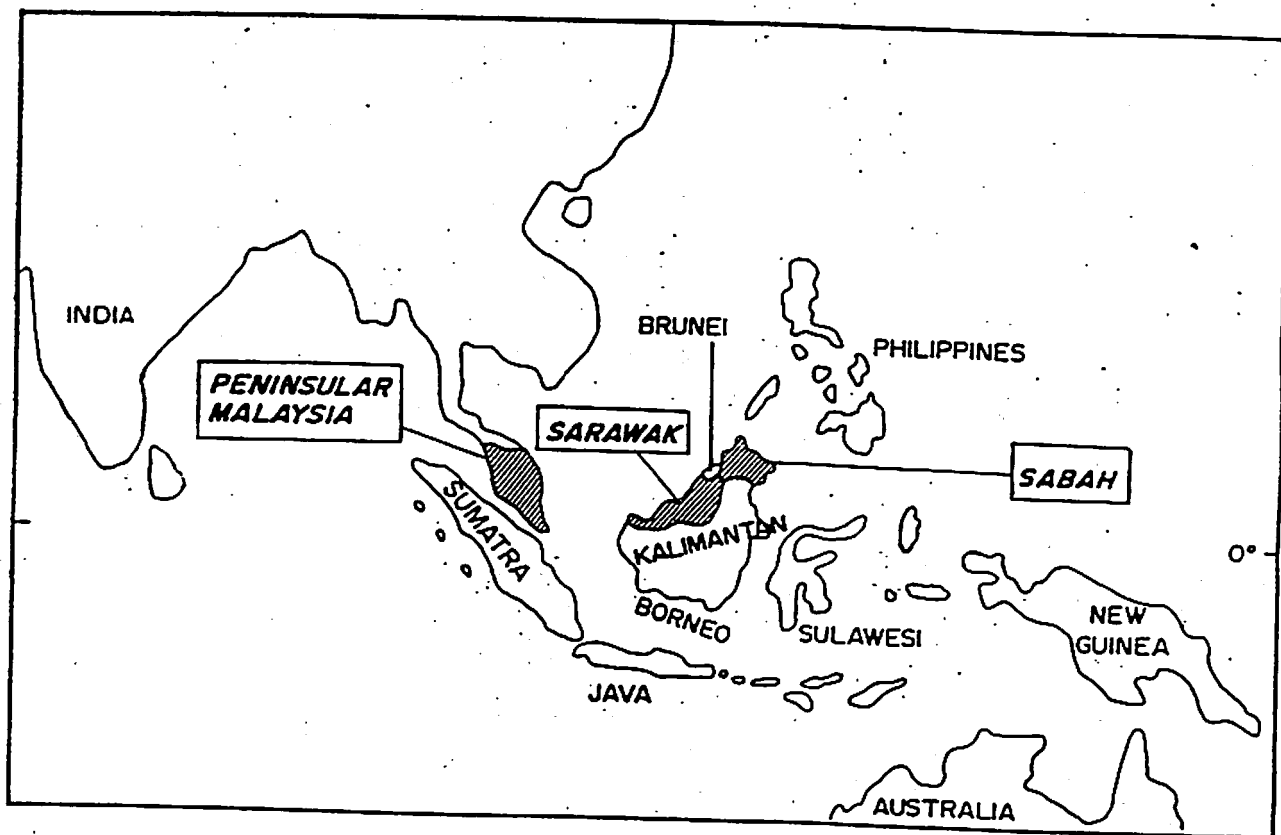 INDIA
BRUNEI
PHILIPPINES
PENINSULAR
MALAYSIA
SARAWAK
SABAH
SUMATRA
KALIMANTAN
0°
BORNEO
SULAWESI
NEW
GUINEA
JAVA
AUSTRALIA